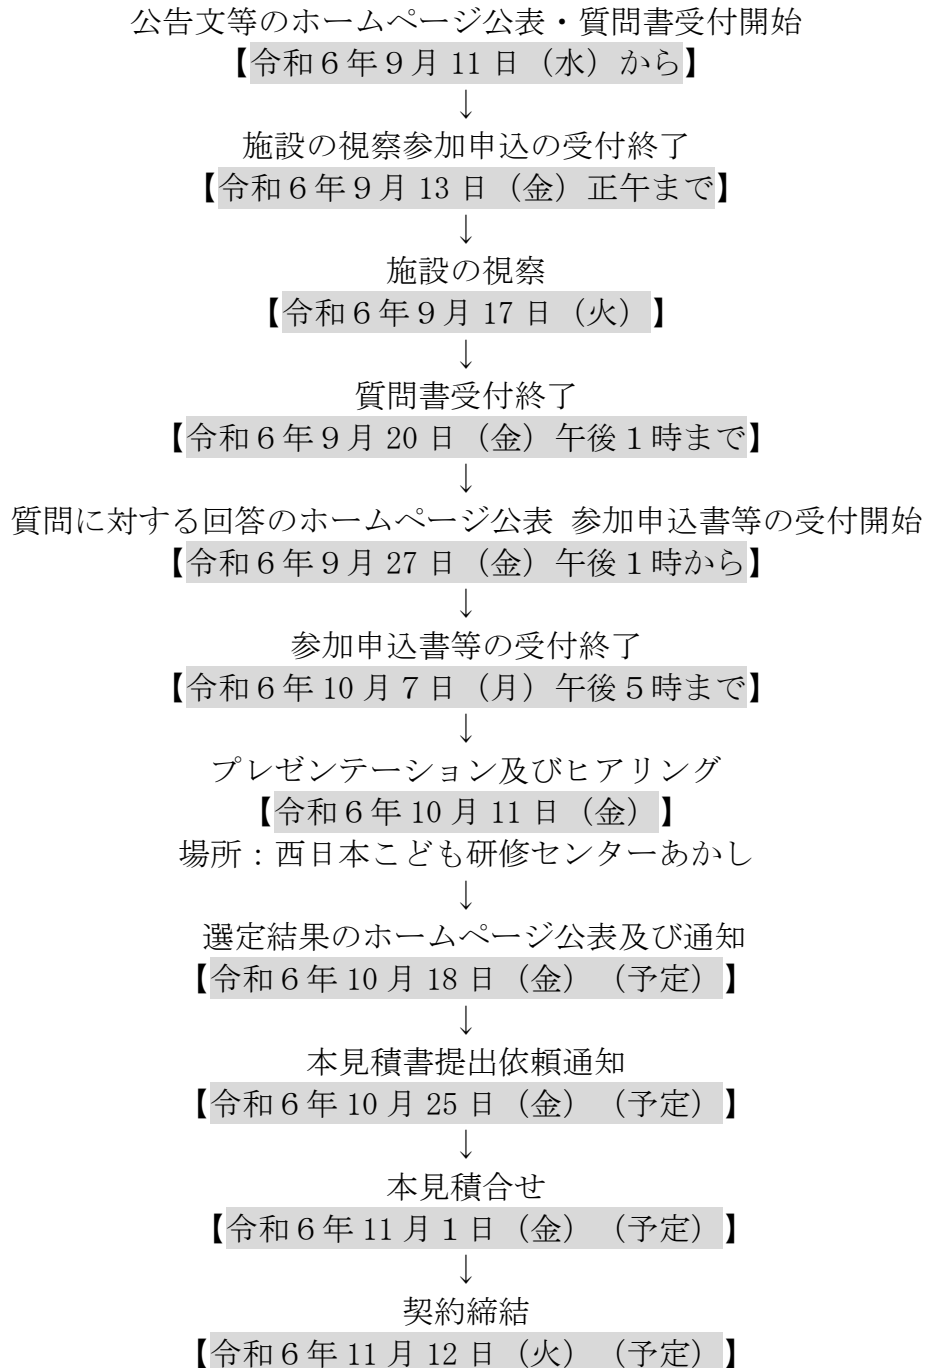 公告文等のホームページ公表・質問書受付開始
【令和６年９月 11 日（水）から】
↓
施設の視察参加申込の受付終了
【令和６年９月 13 日（金）正午まで】
↓
施設の視察
【令和６年９月 17 日（火）】
↓
質問書受付終了
【令和６年９月 20 日（金）午後１時まで】
↓
質問に対する回答のホームページ公表 参加申込書等の受付開始
【令和６年９月 27 日（金）午後１時から】
↓
参加申込書等の受付終了
【令和６年 10 月７日（月）午後５時まで】
↓
プレゼンテーション及びヒアリング
【令和６年 10 月 11 日（金）】
場所：西日本こども研修センターあかし
↓
選定結果のホームページ公表及び通知
【令和６年 10 月 18 日（金）（予定）】
↓
本見積書提出依頼通知
【令和６年 10 月 25 日（金）（予定）】
↓
本見積合せ
【令和６年 11 月１日（金）（予定）】
↓
契約締結
【令和６年 11 月 12 日（火）（予定）】